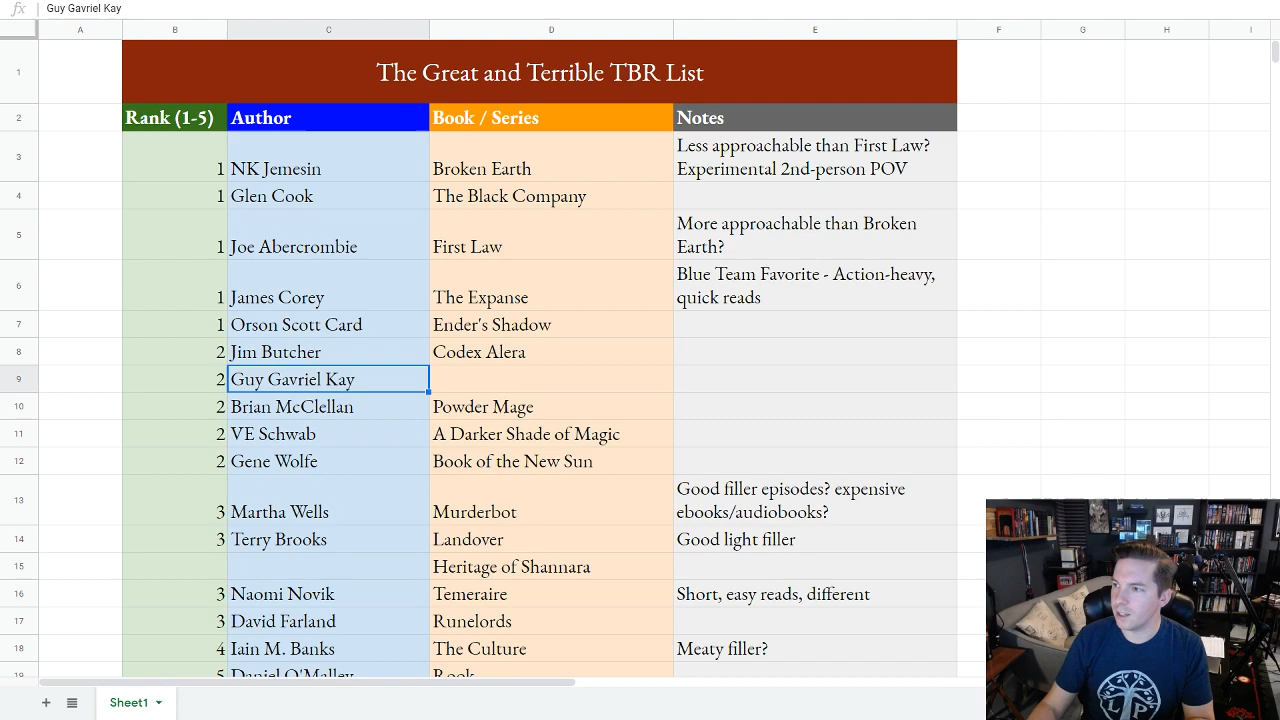 fx Guy Gavriel Kay
A B C D E F G H I
1 The Great and Terrible TBR List
2 Rank (1-5) Author Book / Series Notes
Less approachable than First Law?
3 1 NK Jemesin Broken Earth Experimental 2nd-person POV
4 1 Glen Cook The Black Company
More approachable than Broken
5 1 Joe Abercrombie First Law Earth?
Blue Team Favorite - Action-heavy,
6 1 James Corey The Expanse quick reads
7 1 Orson Scott Card Ender's Shadow
8 2 Jim Butcher Codex Alera
9 2 Guy Gavriel Kay
10 2 Brian McClellan Powder Mage
11 2 VE Schwab A Darker Shade of Magic
12 2 Gene Wolfe Book of the New Sun
Good filler episodes? expensive
13 3 Martha Wells Murderbot ebooks/audiobooks?
14 3 Terry Brooks Landover Good light filler
15 Heritage of Shannara
16 3 Naomi Novik Temeraire Short, easy reads, different
17 3 David Farland Runelords
18 4 Iain M. Banks The Culture Meaty filler?
19 5 Daniel O'Malley Rook
Sheet1
L P